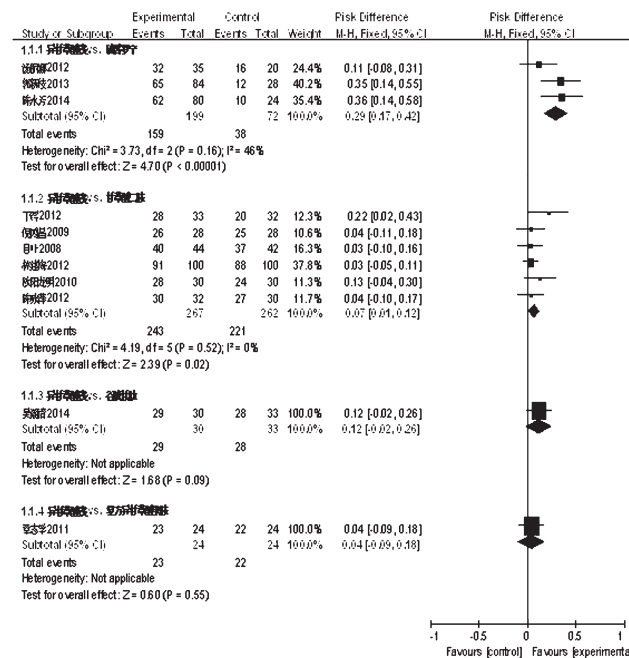 Experimental Control Risk Difference Risk Difference
Study or Subgroup Events Total Events Total Weight M-H, Fixed, 95% CI M-H, Fixed, 95% CI
1.1.1 vs.
2012 32 35 16 20 24.4% 0.11 [-0.08, 0.31]
2013 65 84 12 28 40.2% 0.35 [0.14, 0.55]
2014 62 80 10 24 35.4% 0.36 [0.14, 0.58]
Subtotal (95% CI) 199 72 100.0% 0.29 [0.17, 0.42]
Total events 159 38
Heterogeneity: Chi² = 3.73, df = 2 (P = 0.16); I² = 46%
Test for overall effect: Z = 4.70 (P < 0.00001)
1.1.2 vs.
2012 28 33 20 32 12.3% 0.22 [0.02, 0.43]
2009 26 28 25 28 10.6% 0.04 [-0.11, 0.18]
2008 40 44 37 42 16.3% 0.03 [-0.10, 0.16]
2012 91 100 88 100 37.8% 0.03 [-0.05, 0.11]
2010 28 30 24 30 11.3% 0.13 [-0.04, 0.30]
2012 30 32 27 30 11.7% 0.04 [-0.10, 0.17]
Subtotal (95% CI) 267 262 100.0% 0.07 [0.01, 0.12]
Total events 243 221
Heterogeneity: Chi² = 4.19, df = 5 (P = 0.52); I² = 0%
Test for overall effect: Z = 2.39 (P = 0.02)
1.1.3 vs.
2014 29 30 28 33 100.0% 0.12 [-0.02, 0.26]
Subtotal (95% CI) 30 33 100.0% 0.12 [-0.02, 0.26]
Total events 29 28
Heterogeneity: Not applicable
Test for overall effect: Z = 1.68 (P = 0.09)
1.1.4 vs.
2011 23 24 22 24 100.0% 0.04 [-0.09, 0.18]
Subtotal (95% CI) 24 24 100.0% 0.04 [-0.09, 0.18]
Total events 23 22
Heterogeneity: Not applicable
Test for overall effect: Z = 0.60 (P = 0.55)
-1 -0.5 0 0.5 1
Favours [control] Favours [experimenta